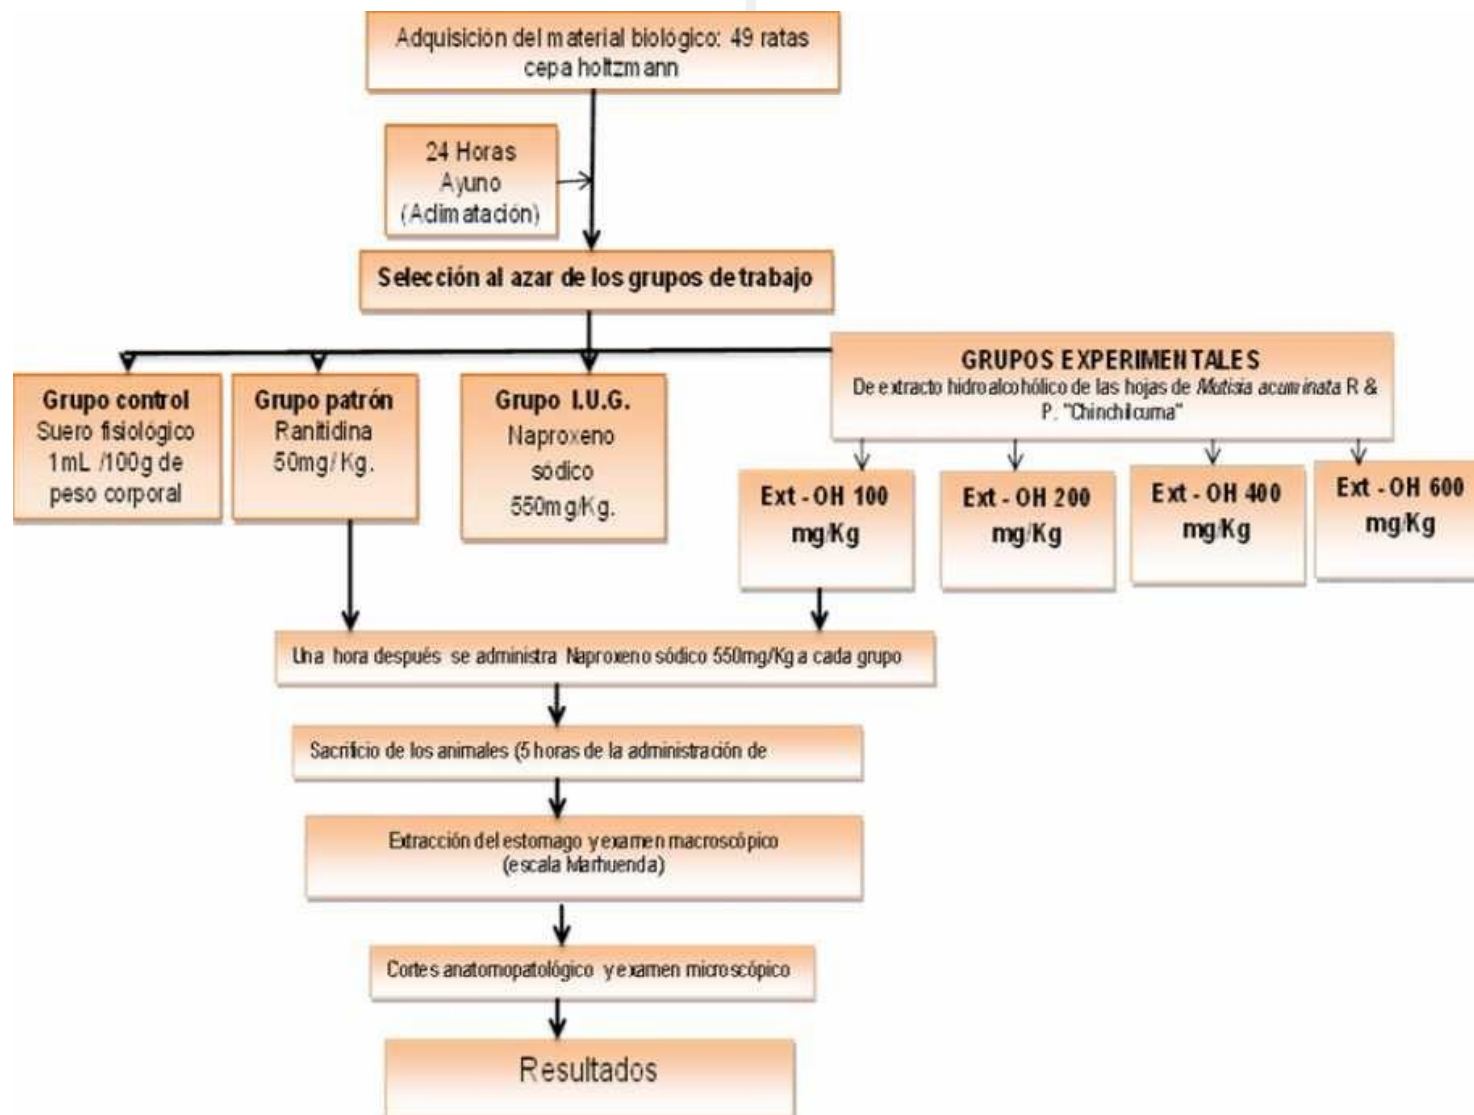 Adquisición del material biológico: 49 ratas
cepa holtzmann
24 Horas
Ayuno
(Aclimatación)
Selección al azar de los grupos de trabajo
Grupo control
Suero fisiológico
1mL /100g de
peso corporal
Grupo patrón
Ranitidina
50mg/Kg.
Grupo I.U.G.
Naproxeno
sódico
550mg/Kg.
GRUPOS EXPERIMENTALES
De extracto hidroalcohólico de las hojas de Mutisia acuminata R &
P. "Chinchilcuma"
Ext - OH 100
mg/Kg
Ext - OH 200
mg/Kg
Ext - OH 400
mg/Kg
Ext - OH 600
mg/Kg
Una hora después se administra Naproxeno sódico 550mg/Kg a cada grupo
Sacrificio de los animales (5 horas de la administración de
Extracción del estomago y examen macroscópico
(escala Marhuenda)
Cortes anatomopatológico y examen microscópico
Resultados